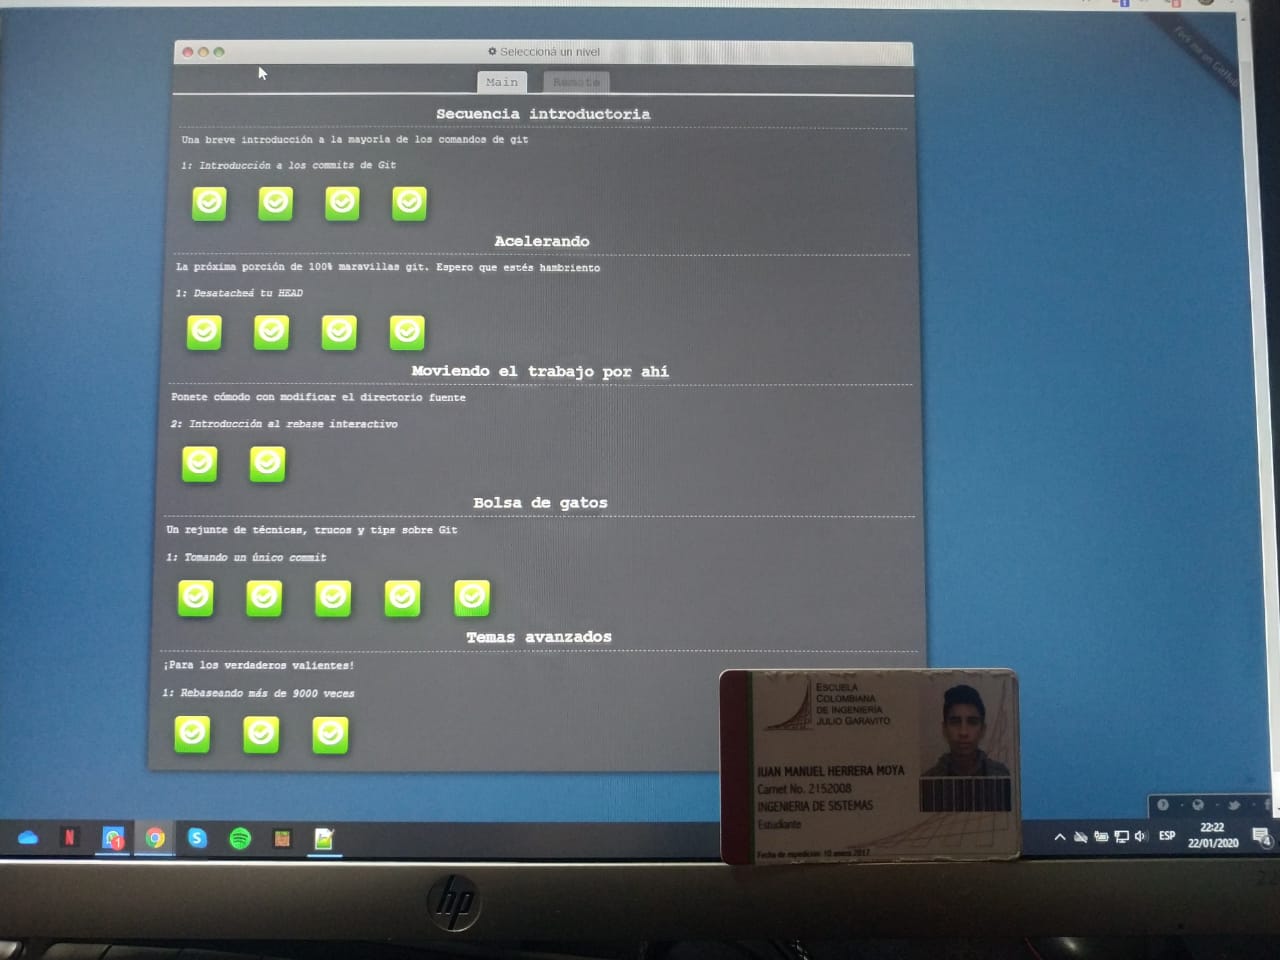 Fork me on GitHub
Seleccioná un nivel
Main
Remote
Secuencia introductoria
Una breve introducción a la mayoría de los comandos de git
1: Introducción a los commits de Git
Acelerando
La próxima porción de 100% maravillas git. Espero que estés hambriento
1: Desatacheá tu HEAD
Moviendo el trabajo por ahí
Ponete cómodo con modificar el directorio fuente
2: Introducción al rebase interactivo
Bolsa de gatos
Un rejunte de técnicas, trucos y tips sobre Git
1: Tomando un único commit
Temas avanzados
¡Para los verdaderos valientes!
1: Rebaseando más de 9000 veces
ESCUELA
COLOMBIANA
DE INGENIERÍA
JULIO GARAVITO
JUAN MANUEL HERRERA MOYA
Carnet No. 2152008
INGENIERIA DE SISTEMAS
Estudiante
Fecha de expedición: 10 enero 2017
ESP
22:22
22/01/2020
4
hp